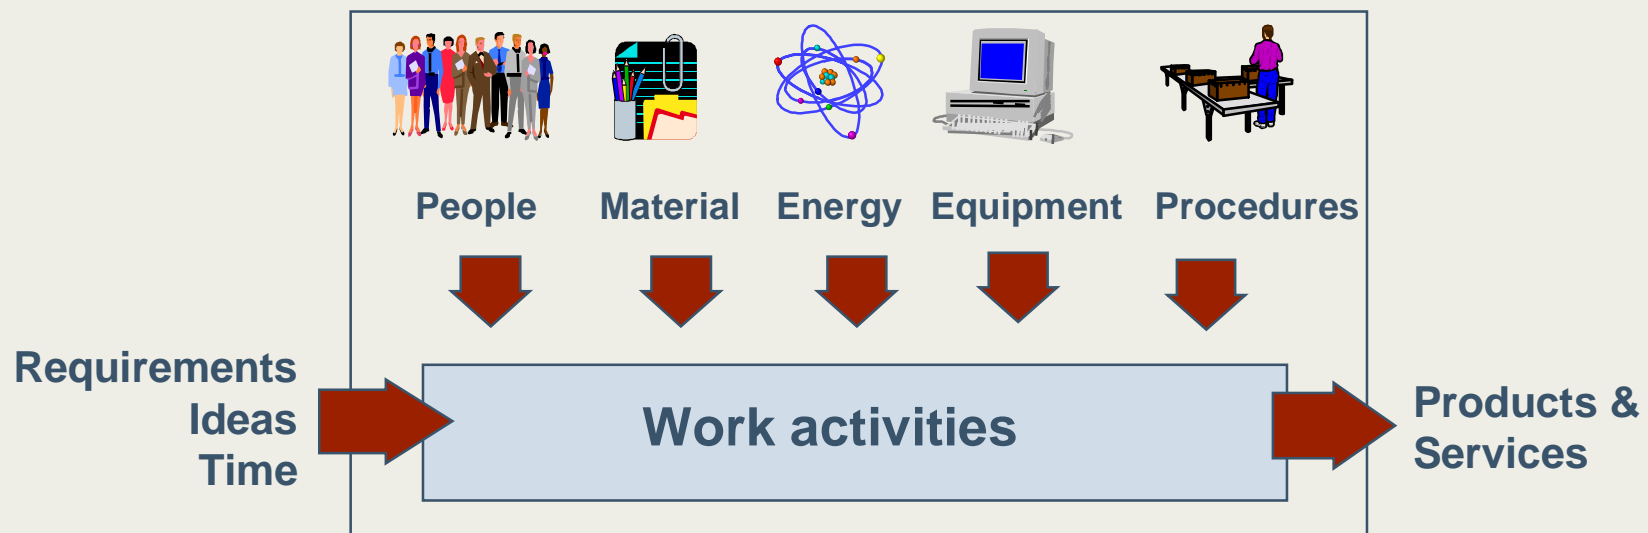 People Material Energy Equipment Procedures
Requirements
Ideas
Time
Work activities
Products &
Services